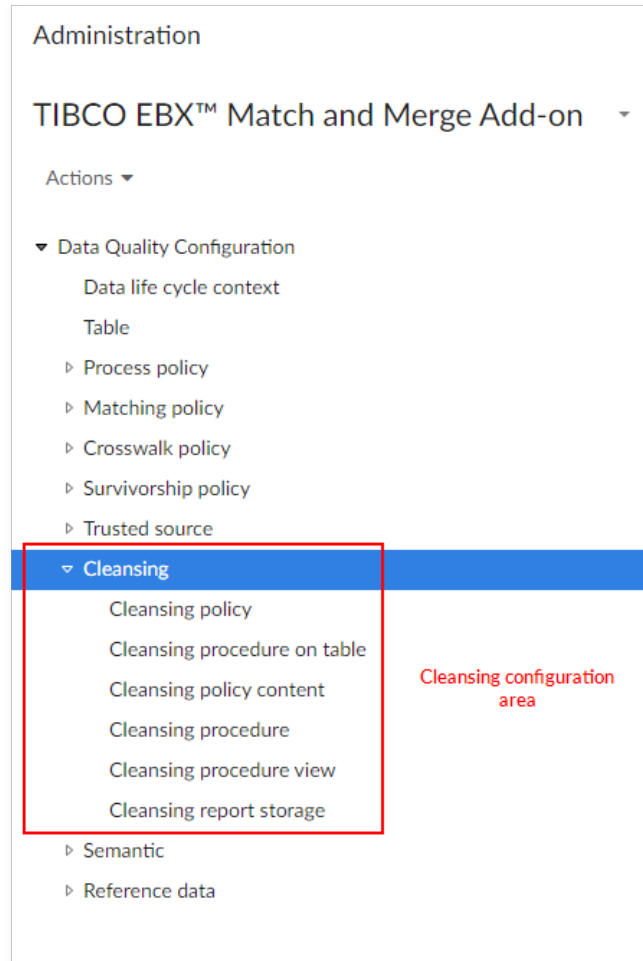 Administration
TIBCO EBX™ Match and Merge Add-on
Actions
Data Quality Configuration
Data life cycle context
Table
Process policy
Matching policy
Crosswalk policy
Survivorship policy
Trusted source
Cleansing
Cleansing policy
Cleansing procedure on table
Cleansing policy content
Cleansing procedure
Cleansing procedure view
Cleansing report storage
Cleansing configuration
area
Semantic
Reference data